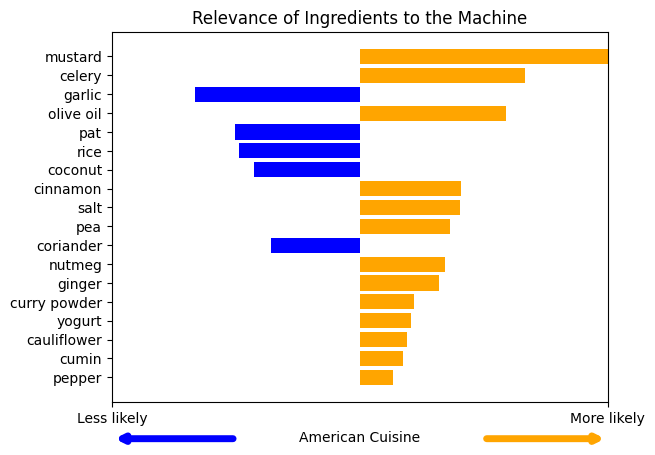 Relevance of Ingredients to the Machine
mustard
celery
garlic
olive oil
pat
rice
coconut
cinnamon
salt
pea
coriander
nutmeg
ginger
curry powder
yogurt
cauliflower
cumin
pepper
Less likely
More likely
American Cuisine